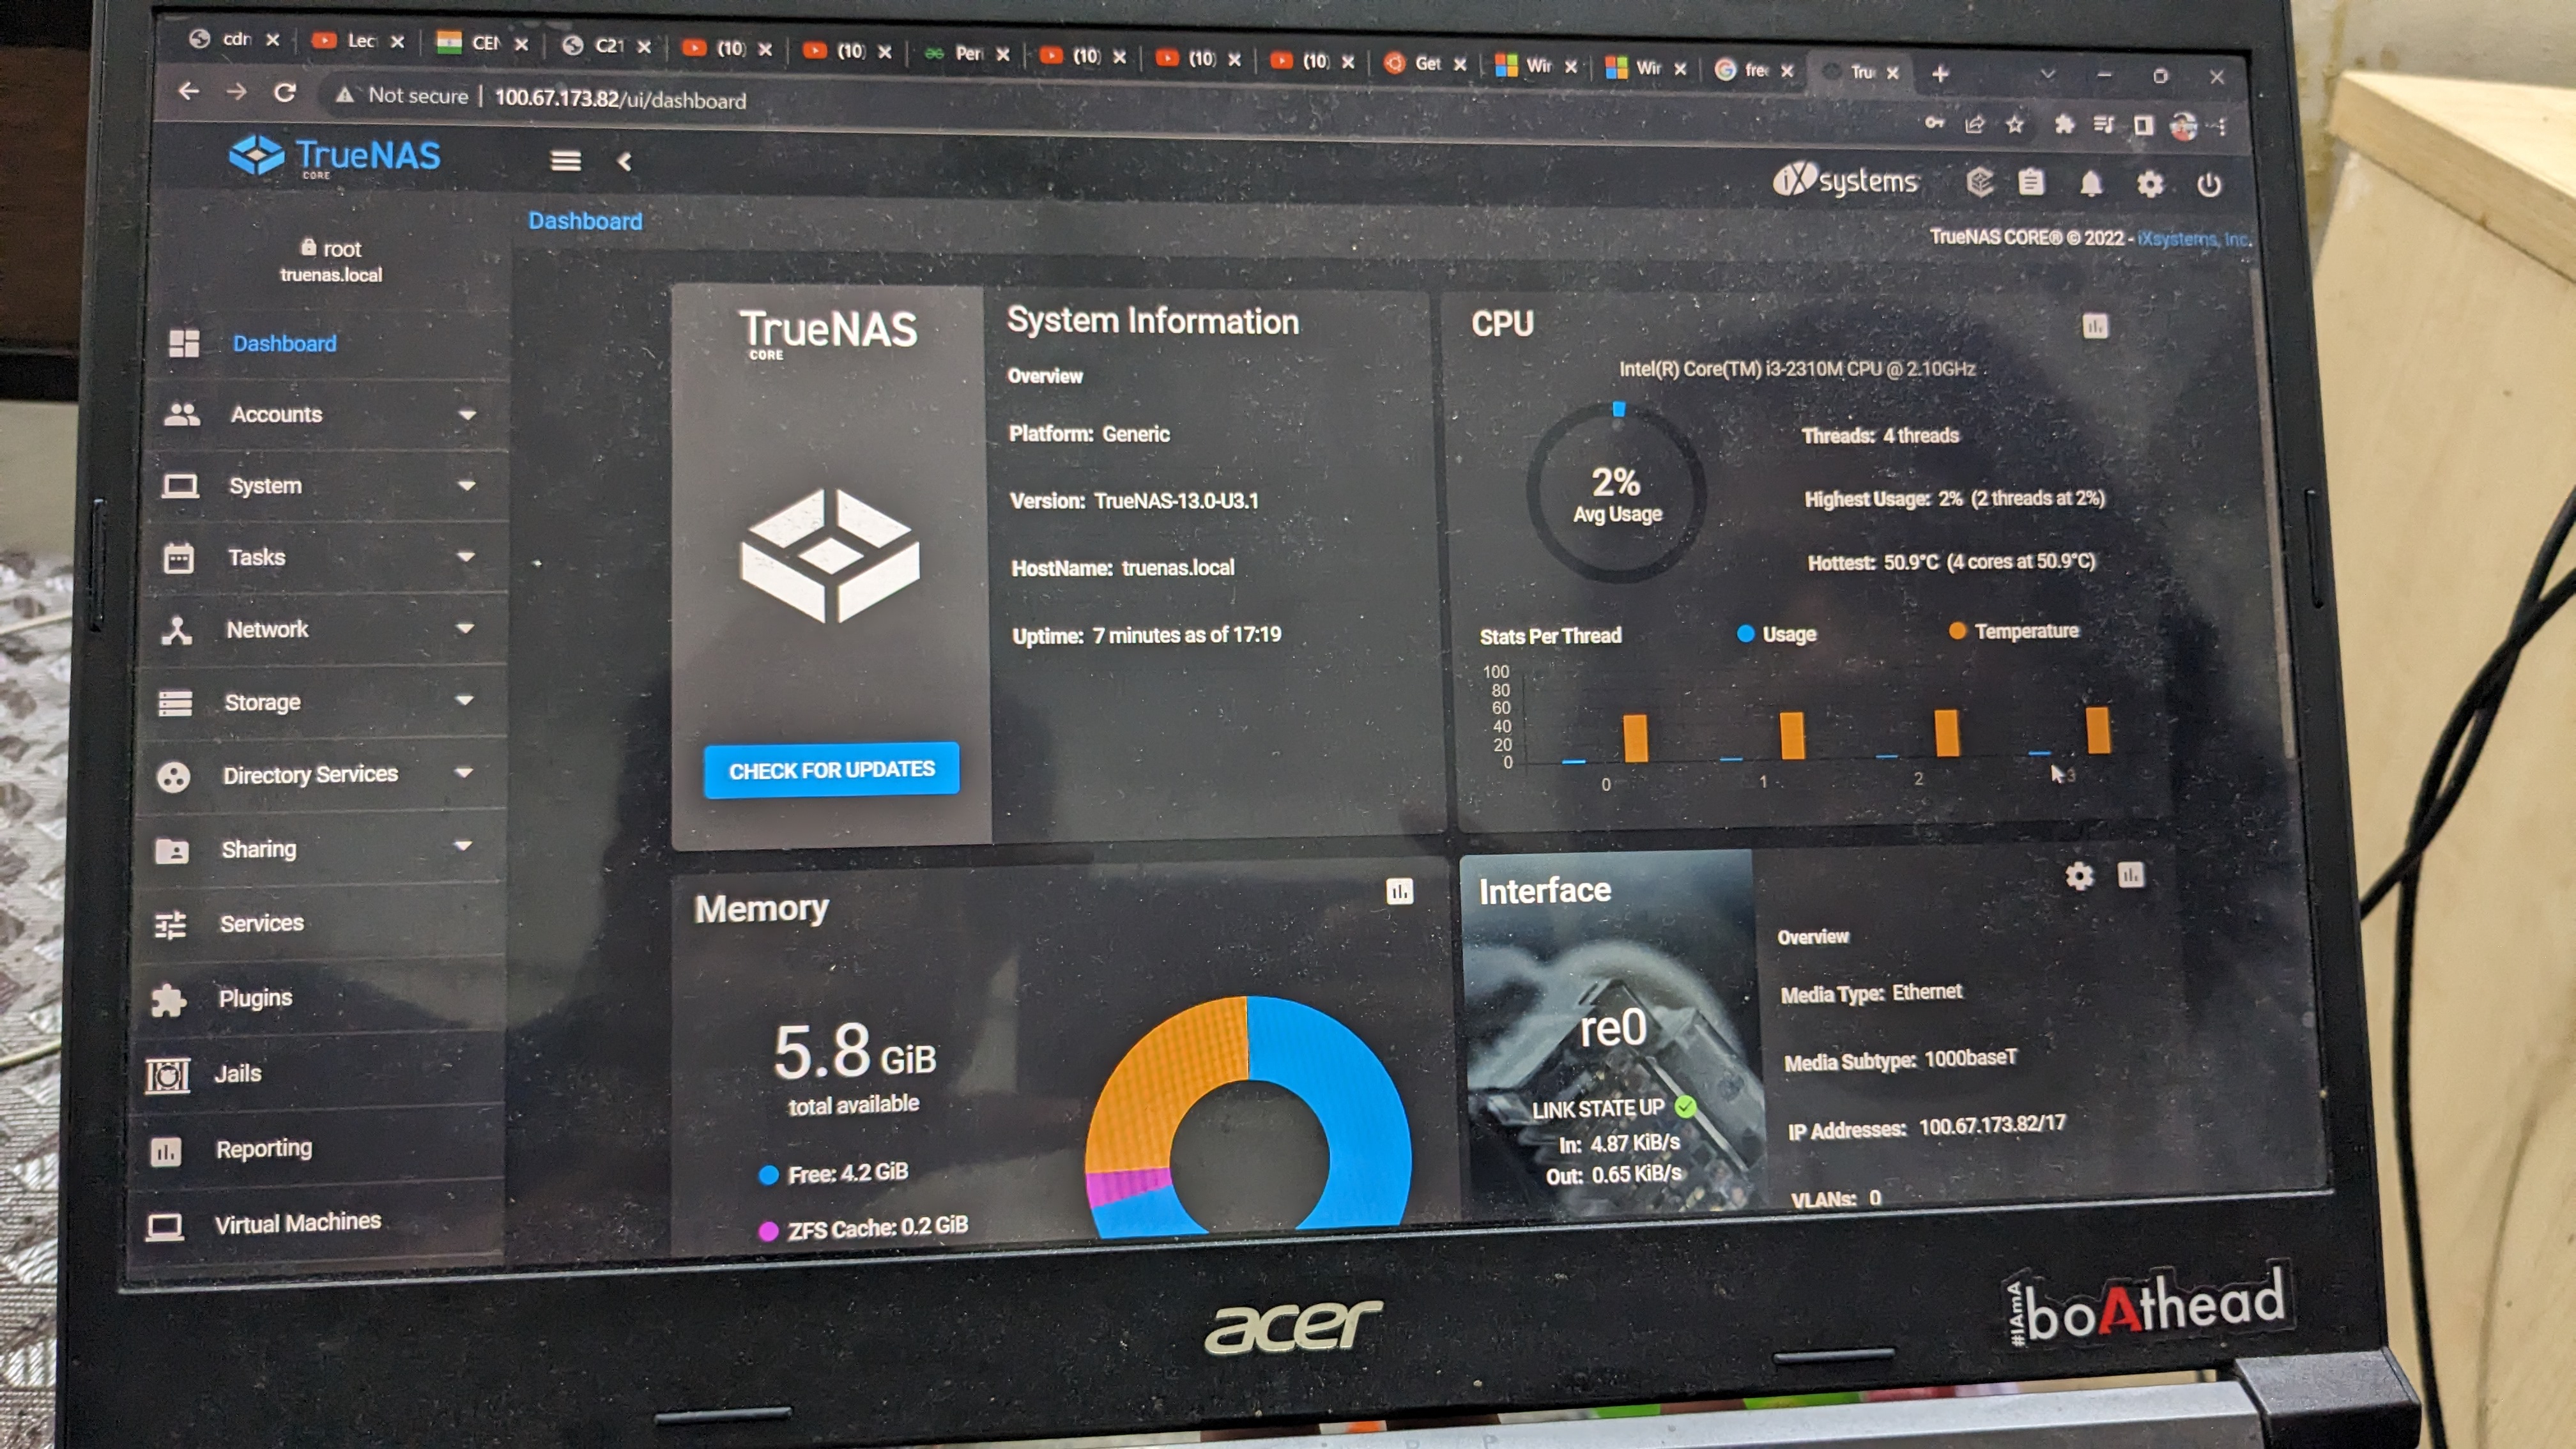 cdn
Lec
CEN
C21
(10)
(10)
Per
(10)
(10)
(10)
Get
Wir
Wir
free
Tru
Not secure | 100.67.173.82/ui/dashboard
TrueNAS
CORE
iXsystems
Dashboard
TrueNAS CORE® © 2022 - iXsystems, Inc.
root
truenas.local
Dashboard
Accounts
System
Tasks
Network
Storage
Directory Services
Sharing
Services
Plugins
Jails
Reporting
Virtual Machines
TrueNAS
CORE
CHECK FOR UPDATES
System Information
Overview
Platform: Generic
Version: TrueNAS-13.0-U3.1
HostName: truenas.local
Uptime: 7 minutes as of 17:19
CPU
Intel(R) Core(TM) i3-2310M CPU @ 2.10GHz
2%
Avg Usage
Threads: 4 threads
Highest Usage: 2% (2 threads at 2%)
Hottest: 50.9°C (4 cores at 50.9°C)
Stats Per Thread
Usage
Temperature
100
80
60
40
20
0
0 1 2 3
Memory
5.8 GiB
total available
Free: 4.2 GiB
ZFS Cache: 0.2 GiB
Interface
re0
LINK STATE UP
In: 4.87 KiB/s
Out: 0.65 KiB/s
Overview
Media Type: Ethernet
Media Subtype: 1000baseT
IP Addresses: 100.67.173.82/17
VLANs: 0
acer
#IAmA
boAthead